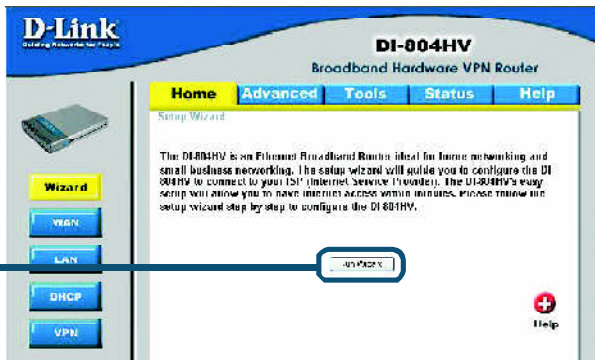 D-Link
Building Networks for People
DI-804HV
Broadband Hardware VPN Router
Home
Advanced
Tools
Status
Help
Setup Wizard
The DI-804HV is an Ethernet Broadband Router ideal for home networking and
small business networking. The setup wizard will guide you to configure the DI-
804HV to connect to your ISP (Internet Service Provider). The DI-804HV's easy
setup will allow you to have Internet access within minutes. Please follow the
setup wizard step by step to configure the DI-804HV.
Wizard
WAN
LAN
DHCP
VPN
Run Wizard
Help